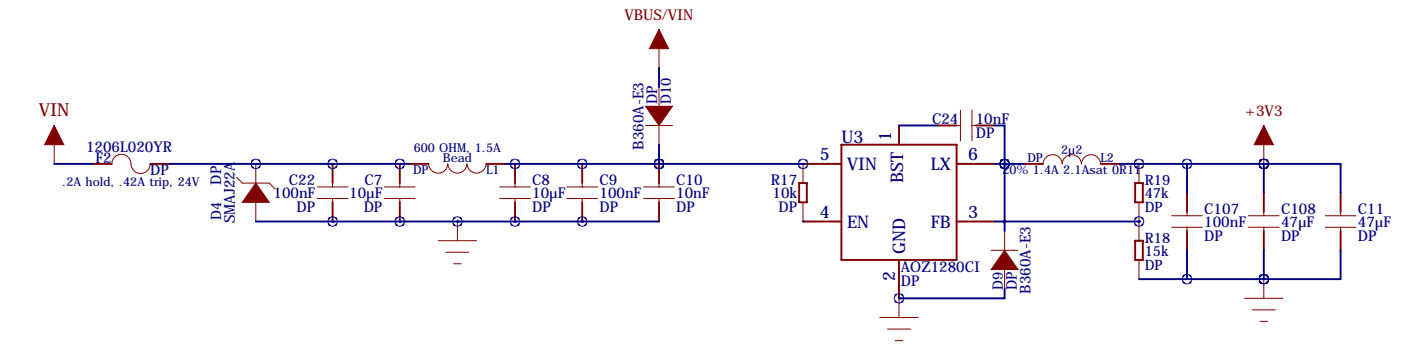 VBUS/VIN
B360A-E3
DP
D10
VIN
1206L020YR
F2
DP
.2A hold, .42A trip, 24V
D4 DP
SMAJ22A
C22
100nF
DP
C7
10µF
DP
600 OHM, 1.5A
Bead
DP
L1
C8
10µF
DP
C9
100nF
DP
C10
10nF
DP
R17
10k
DP
U3
5
VIN
4
EN
1
BST
GND
2
LX
6
FB
3
AOZ1280CI
DP
C24
10nF
DP
D9
DP
B360A-E3
2µ2
DP
L2
20% 1.4A 2.1Asat 0R11
+3V3
R19
47k
DP
R18
15k
DP
C107
100nF
DP
C108
47µF
DP
C11
47µF
DP